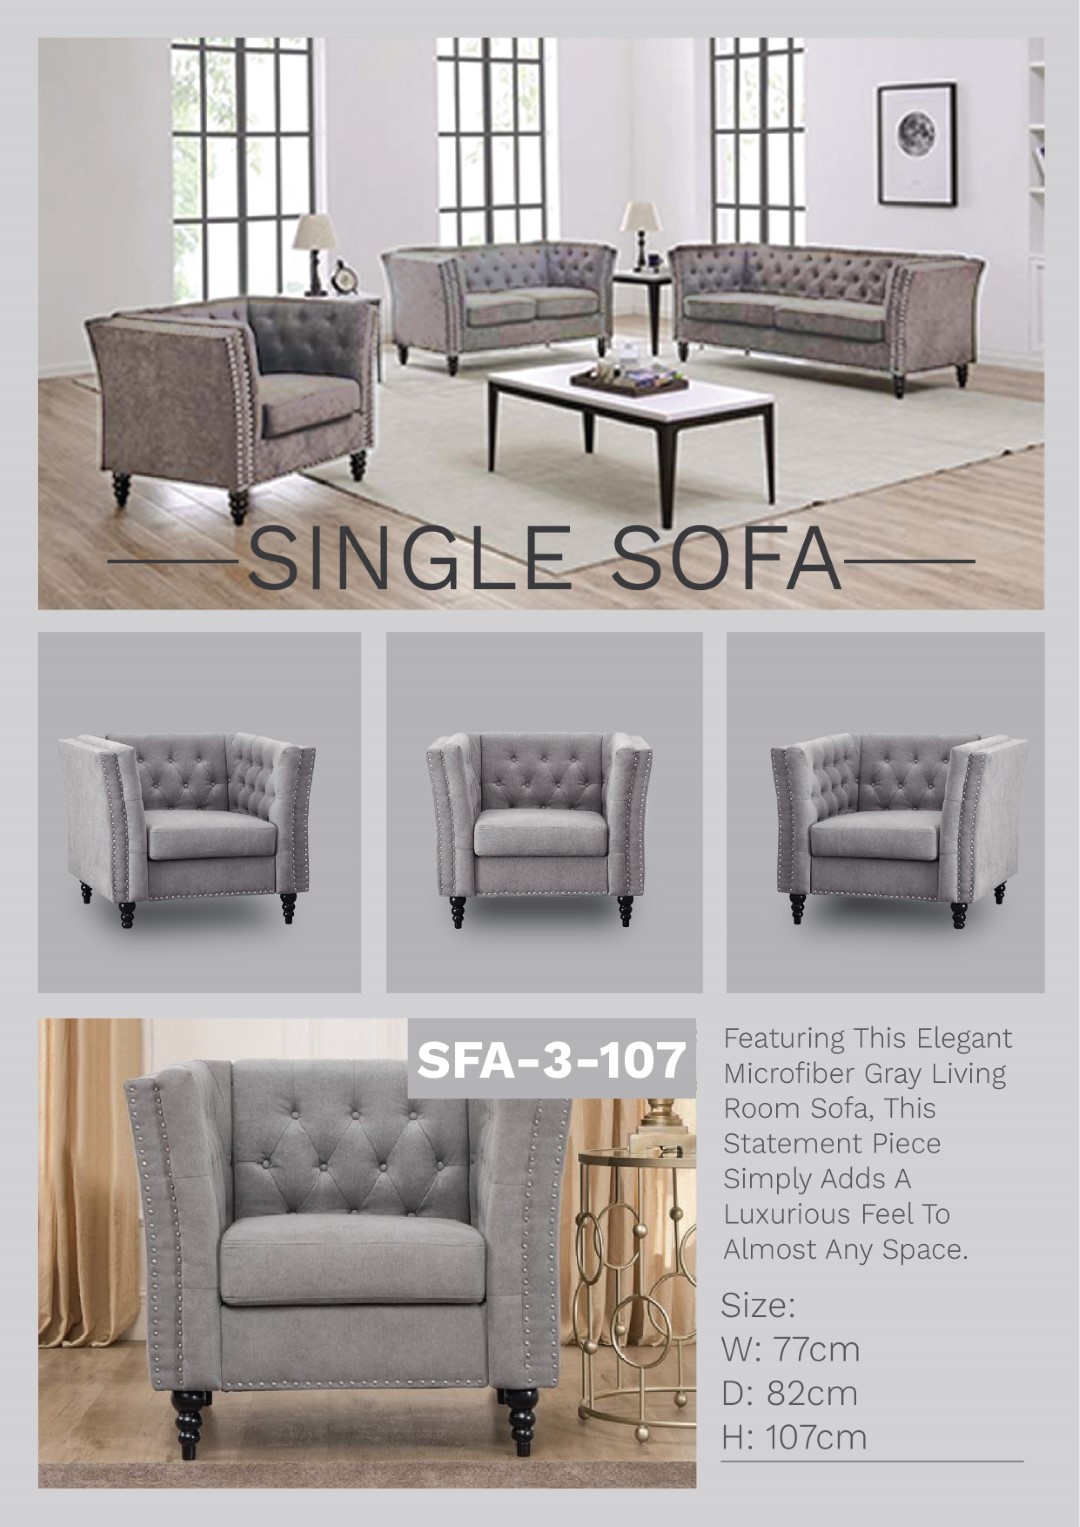 SINGLE SOFA
SFA-3-107
Featuring This Elegant
Microfiber Gray Living
Room Sofa, This
Statement Piece
Simply Adds A
Luxurious Feel To
Almost Any Space.
Size:
W: 77cm
D: 82cm
H: 107cm